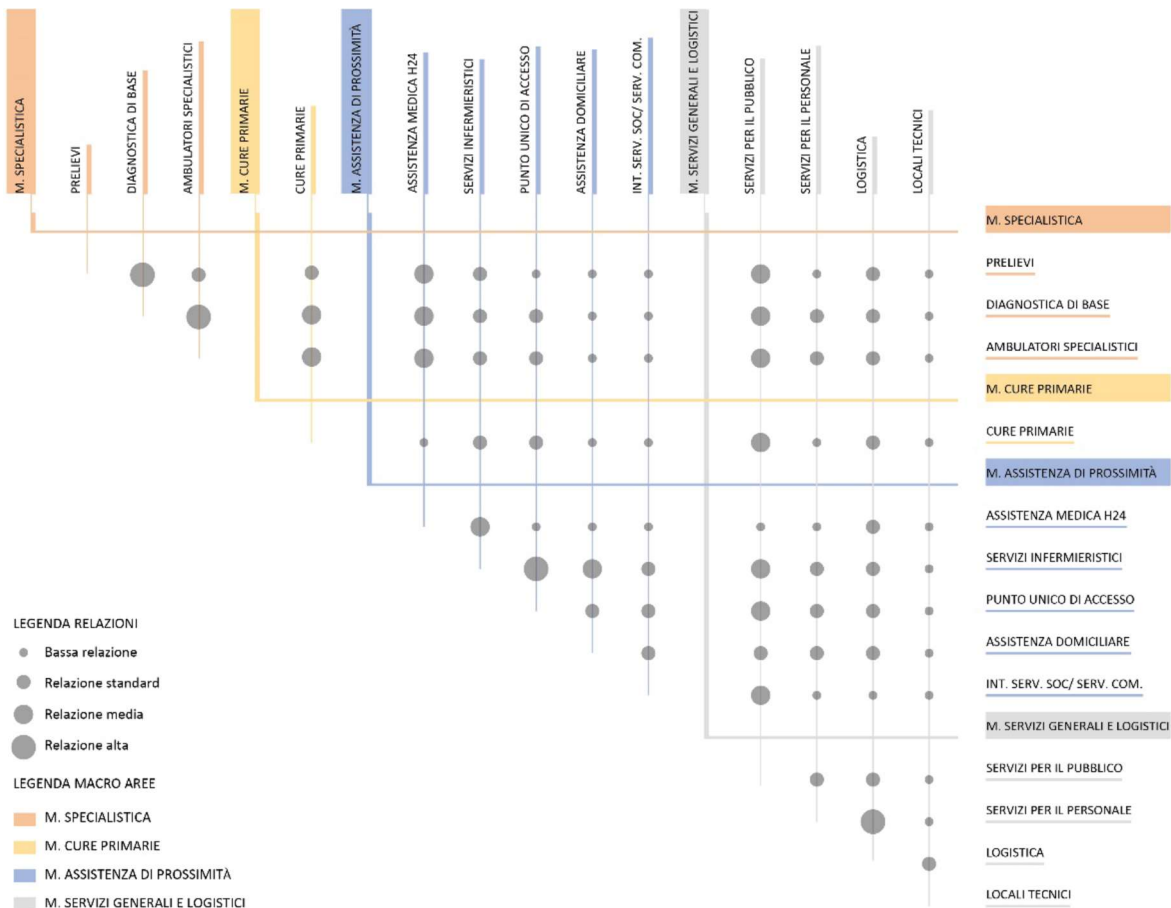 M. SPECIALISTICA
PRELIEVI
DIAGNOSTICA DI BASE
AMBULATORI SPECIALISTICI
M. CURE PRIMARIE
CURE PRIMARIE
M. ASSISTENZA DI PROSSIMITÀ
ASSISTENZA MEDICA H24
SERVIZI INFERMIERISTICI
PUNTO UNICO DI ACCESSO
ASSISTENZA DOMICILIARE
INT. SERV. SOC/ SERV. COM.
M. SERVIZI GENERALI E LOGISTICI
SERVIZI PER IL PUBBLICO
SERVIZI PER IL PERSONALE
LOGISTICA
LOCALI TECNICI
M. SPECIALISTICA
PRELIEVI
DIAGNOSTICA DI BASE
AMBULATORI SPECIALISTICI
M. CURE PRIMARIE
CURE PRIMARIE
M. ASSISTENZA DI PROSSIMITÀ
ASSISTENZA MEDICA H24
SERVIZI INFERMIERISTICI
PUNTO UNICO DI ACCESSO
ASSISTENZA DOMICILIARE
INT. SERV. SOC/ SERV. COM.
M. SERVIZI GENERALI E LOGISTICI
SERVIZI PER IL PUBBLICO
SERVIZI PER IL PERSONALE
LOGISTICA
LOCALI TECNICI
LEGENDA RELAZIONI
Bassa relazione
Relazione standard
Relazione media
Relazione alta
LEGENDA MACRO AREE
M. SPECIALISTICA
M. CURE PRIMARIE
M. ASSISTENZA DI PROSSIMITÀ
M. SERVIZI GENERALI E LOGISTICI